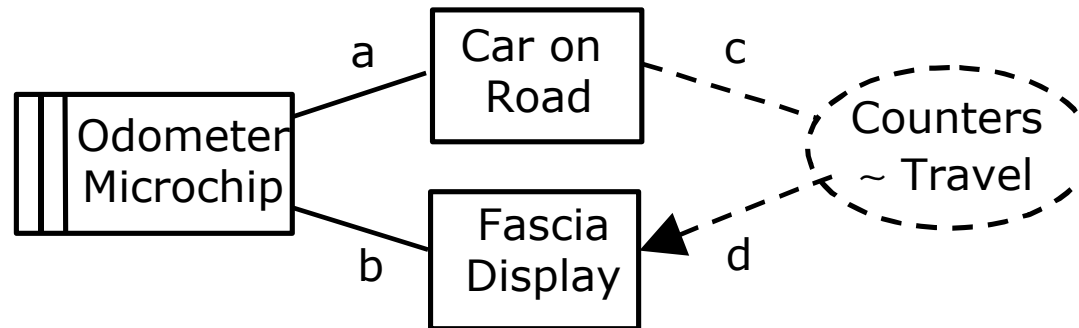 a
Car on
Road
c
Odometer
Microchip
Counters
~ Travel
b
Fascia
Display
d